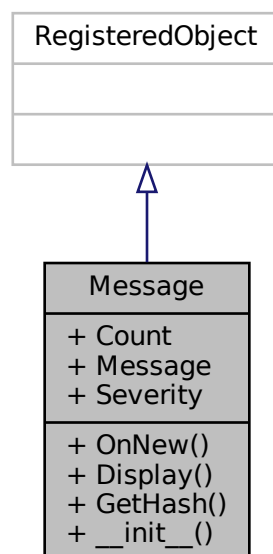 RegisteredObject
Message
+ Count
+ Message
+ Severity
+ OnNew()
+ Display()
+ GetHash()
+ __init__()